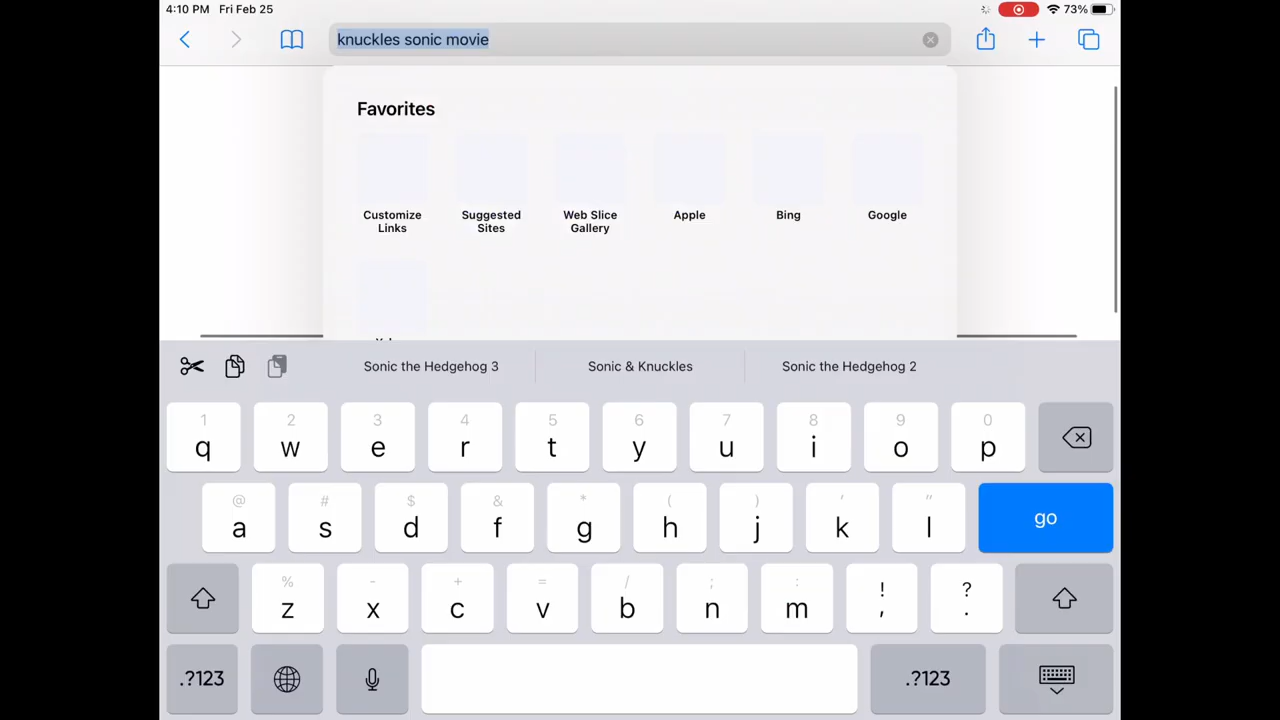 4:10 PM Fri Feb 25
73%
knuckles sonic movie
Favorites
Customize Links
Suggested Sites
Web Slice Gallery
Apple
Bing
Google
Sonic the Hedgehog 3
Sonic & Knuckles
Sonic the Hedgehog 2
1 2 3 4 5 6 7 8 9 0
q w e r t y u i o p
@ # $ & * ( ) ' "
a s d f g h j k l go
% - + = / ; : ! ?
z x c v b n m , .
.?123 .?123